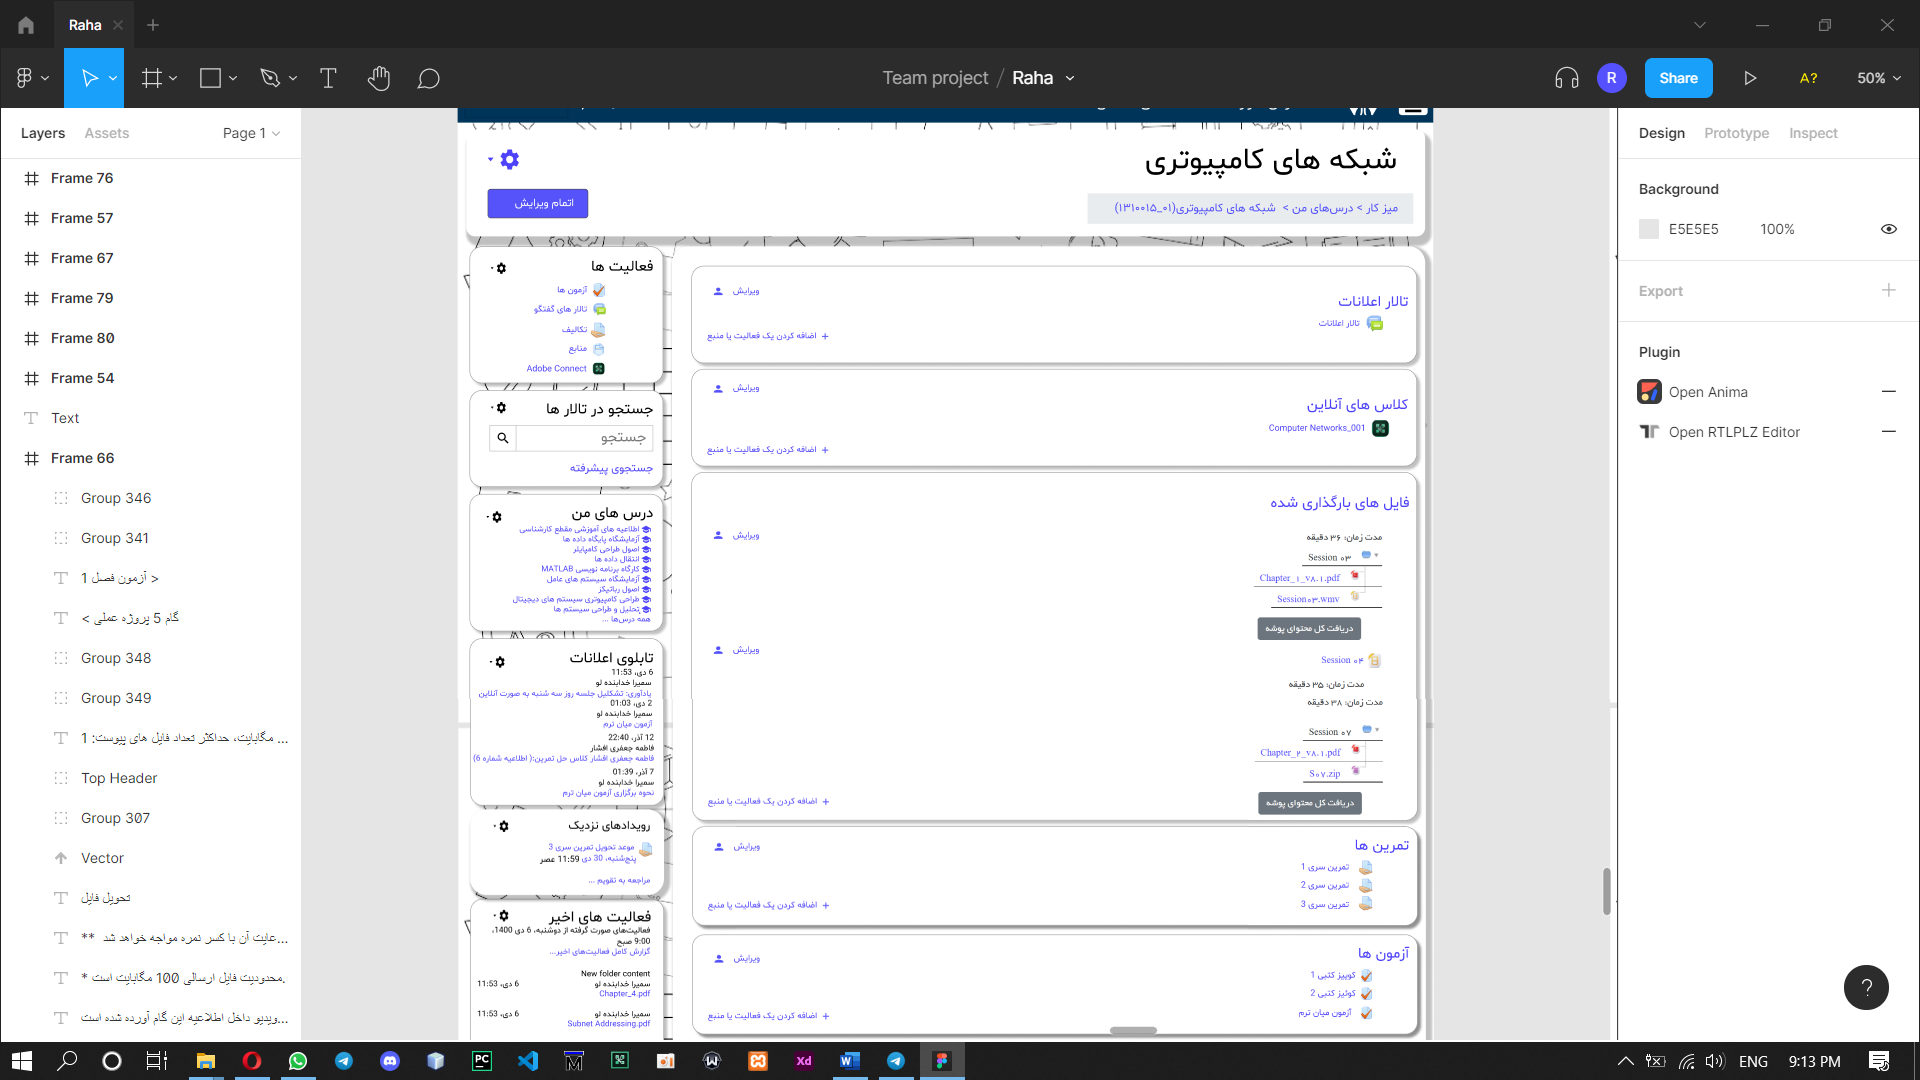 Raha
Team project / Raha
Share
A?
50%
R
Layers
Assets
Page 1
Frame 76
Frame 57
Frame 67
Frame 79
Frame 80
Frame 54
Text
Frame 66
Group 346
Group 341
آزمون فصل 1 >
گام 5 پروژه عملی >
Group 348
Group 349
مگابایت، حداکثر تعداد فایل های پیوست: 1 ...
Top Header
Group 307
Vector
تحویل فایل
** عایت آن با کسر نمره مواجه خواهد شد...
* محدودیت فایل ارسالی 100 مگابایت است.
ویدیو داخل اطلاعیه این گام آورده شده است...
شبکه های کامپیوتری
اتمام ویرایش
میز کار > درس‌های من > شبکه های کامپیوتری(۰۱_۱۳۱۰۰۱۵)
فعالیت ها
آزمون ها
تالار های گفتگو
تکالیف
منابع
Adobe Connect
جستجو در تالار ها
جستجو
جستجوی پیشرفته
درس های من
اطلاعیه های آموزشی مقطع کارشناسی
آزمایشگاه پایگاه داده ها
اصول طراحی کامپایلر
انتقال داده ها
کارگاه برنامه نویسی MATLAB
آزمایشگاه سیستم های عامل
اصول رباتیکز
طراحی کامپیوتری سیستم های دیجیتال
تحلیل و طراحی سیستم ها
همه درس‌ها ...
تابلوی اعلانات
6 دی، 11:53
سمیرا خدابنده لو
یادآوری: تشکلیل جلسه روز سه شنبه به صورت آنلاین
2 دی، 01:03
سمیرا خدابنده لو
آزمون میان ترم
12 آذر، 22:40
فاطمه جعفری افشار
فاطمه جعفری افشار کلاس حل تمرین:( اطلاعیه شماره 6)
7 آذر، 01:39
سمیرا خدابنده لو
نحوه برگزاری آزمون میان ترم
رویدادهای نزدیک
موعد تحویل تمرین سری 3
پنج‌شنبه، 30 دی 11:59 عصر
مراجعه به تقویم ...
فعالیت های اخیر
فعالیت‌های صورت گرفته از دوشنبه، 6 دی 1400،
9:00 صبح
گزارش کامل فعالیت‌های اخیر...
New folder content
سمیرا خدابنده لو 6 دی، 11:53
Chapter_4.pdf
سمیرا خدابنده لو 6 دی، 11:53
Subnet Addressing.pdf
ویرایش
تالار اعلانات
تالار اعلانات
+ اضافه کردن یک فعالیت یا منبع
ویرایش
کلاس های آنلاین
Computer Networks_001
+ اضافه کردن یک فعالیت یا منبع
فایل های بارگذاری شده
ویرایش
مدت زمان: ۳۶ دقیقه
Session ۰۳
Chapter_۱_v۸.۱.pdf
Session۰۳.wmv
دریافت کل محتوای پوشه
ویرایش
Session ۰۴
مدت زمان: ۳۵ دقیقه
مدت زمان: ۳۸ دقیقه
Session ۰۷
Chapter_۲_v۸.۱.pdf
S۰۷.zip
دریافت کل محتوای پوشه
+ اضافه کردن یک فعالیت یا منبع
تمرین ها
ویرایش
تمرین سری 1
تمرین سری 2
تمرین سری 3
+ اضافه کردن یک فعالیت یا منبع
آزمون ها
ویرایش
کوییز کتبی 1
کوئیز کتبی 2
آزمون میان ترم
+ اضافه کردن یک فعالیت یا منبع
Design
Prototype
Inspect
Background
E5E5E5
100%
Export
Plugin
Open Anima
Open RTLPLZ Editor
?
PC
Xd
ENG
9:13 PM